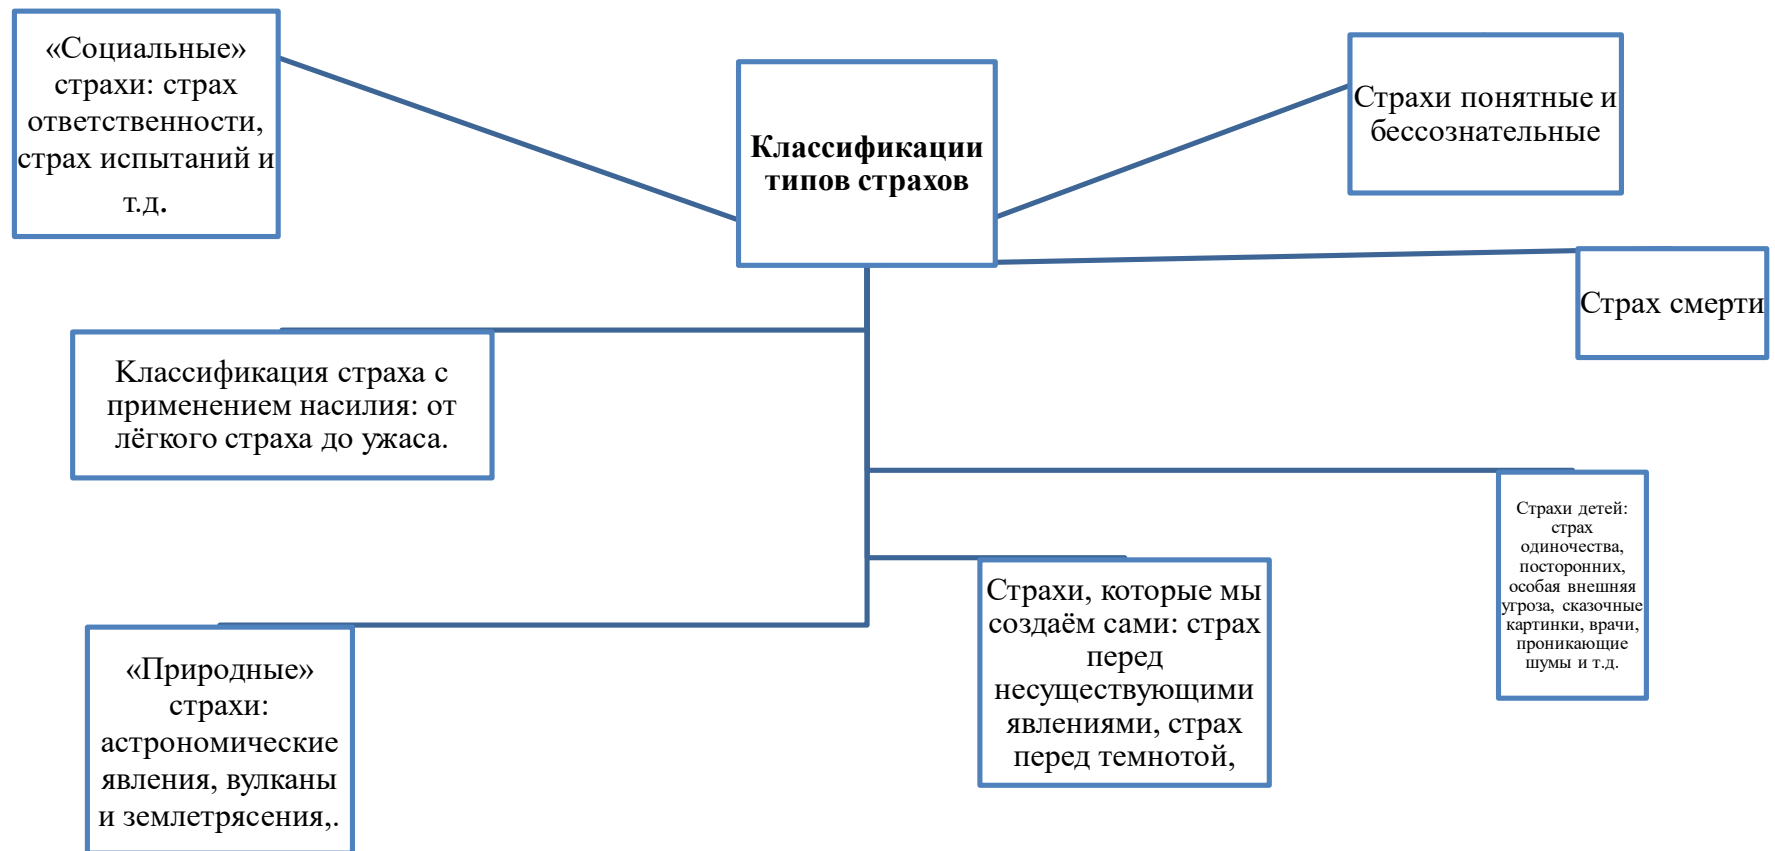 «Социальные»
страхи: страх
ответственности,
страх испытаний и
т.д.
Классификации
типов страхов
Страхи понятные и
бессознательные
Страх смерти
Классификация страха с
применением насилия: от
лёгкого страха до ужаса.
Страхи детей:
страх
одиночества,
посторонних,
особая внешняя
угроза, сказочные
картинки, врачи,
проникающие
шумы и т.д.
Страхи, которые мы
создаём сами: страх
перед
несуществующими
явлениями, страх
перед темнотой,
«Природные»
страхи:
астрономические
явления, вулканы
и землетрясения,.